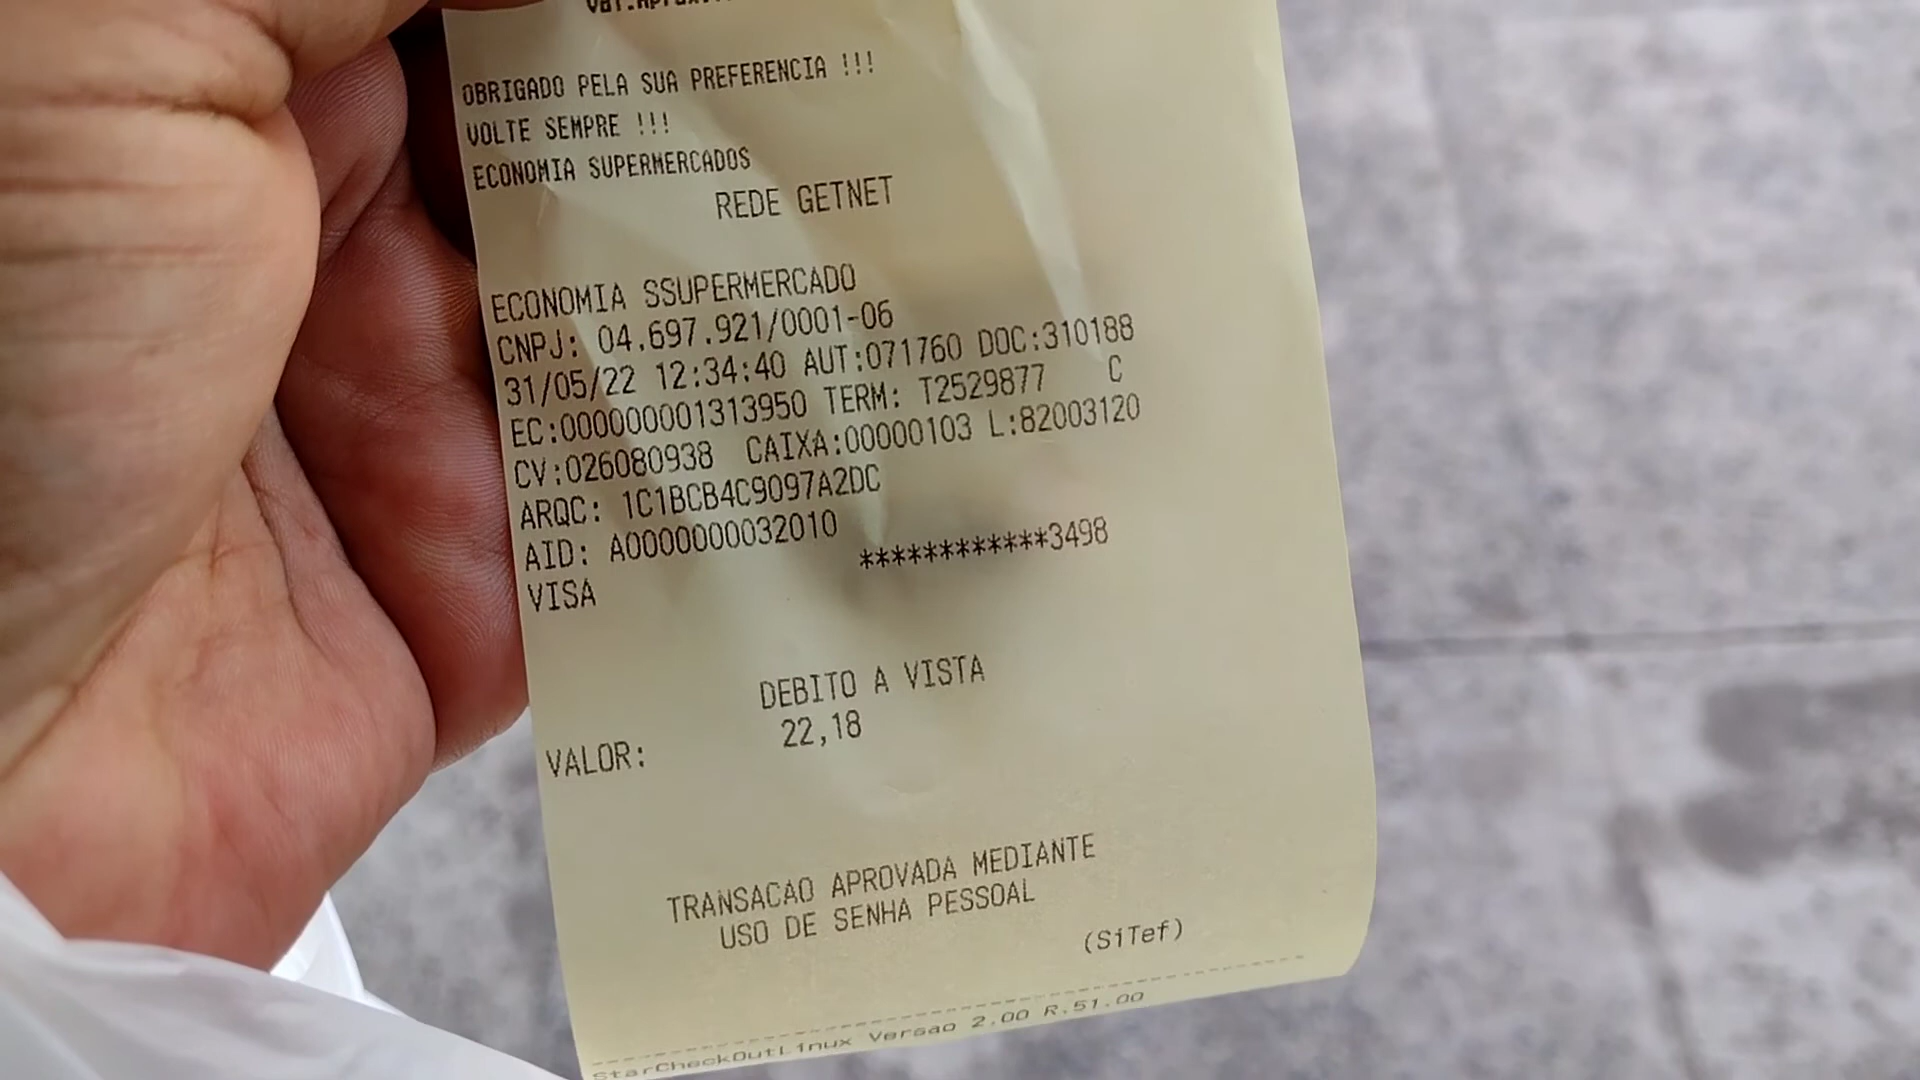 OBRIGADO PELA SUA PREFERENCIA !!!
VOLTE SEMPRE !!!
ECONOMIA SUPERMERCADOS
REDE GETNET
ECONOMIA SSUPERMERCADO
CNPJ: 04.697.921/0001-06
31/05/22 12:34:40 AUT:071760 DOC:310188
EC:000000001313950 TERM: T2529877 C
CV:026080938 CAIXA:00000103 L:82003120
ARQC: 1C1BCB4C9097A2DC
AID: A0000000032010
VISA ************3498
DEBITO A VISTA
VALOR: 22,18
TRANSACAO APROVADA MEDIANTE
USO DE SENHA PESSOAL
(SiTef)
StarCheckOutLinux Versao 2.00 R.51.00